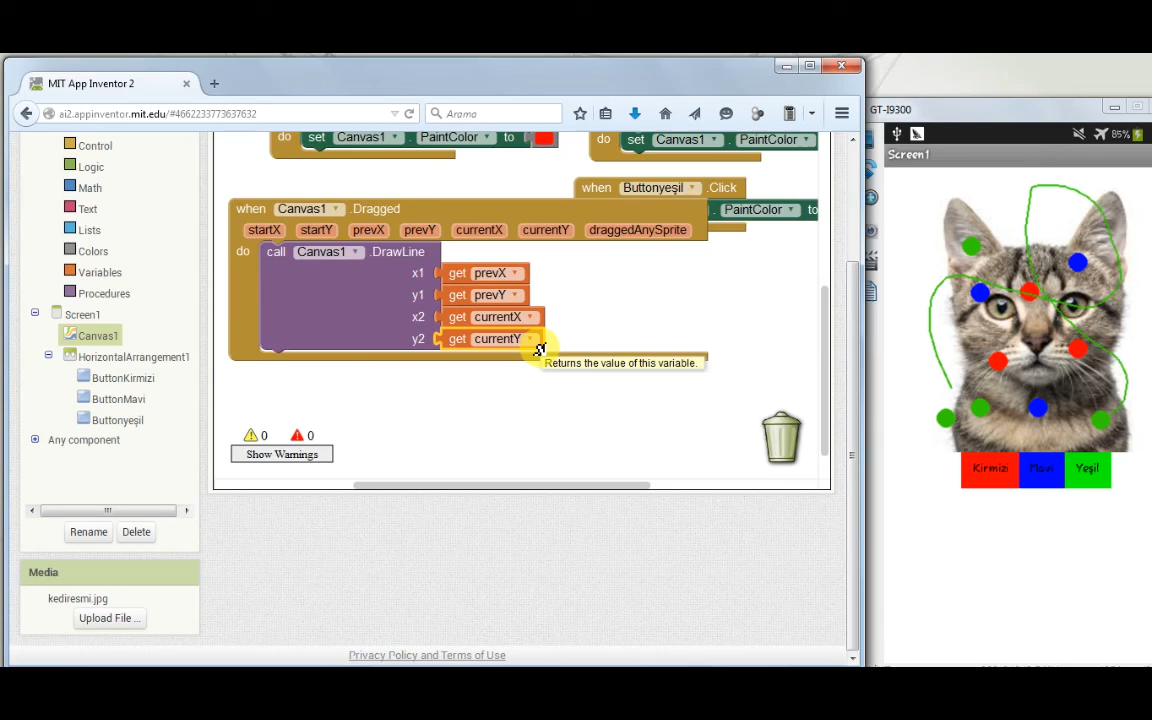 MIT App Inventor 2
ai2.appinventor.mit.edu/#4662233773637632
Arama
Control
Logic
Math
Text
Lists
Colors
Variables
Procedures
Screen1
Canvas1
HorizontalArrangement1
ButtonKirmizi
ButtonMavi
Buttonyeşil
Any component
Rename Delete
Media
kediresmi.jpg
Upload File ...
do set Canvas1 . PaintColor to
do set Canvas1 . PaintColor
when Buttonyeşil .Click
. PaintColor to
when Canvas1 .Dragged
startX startY prevX prevY currentX currentY draggedAnySprite
do call Canvas1 .DrawLine
x1 get prevX
y1 get prevY
x2 get currentX
y2 get currentY
Returns the value of this variable.
0 0
Show Warnings
Privacy Policy and Terms of Use
GT-I9300
85%
Screen1
Kirmizi Mavi Yeşil